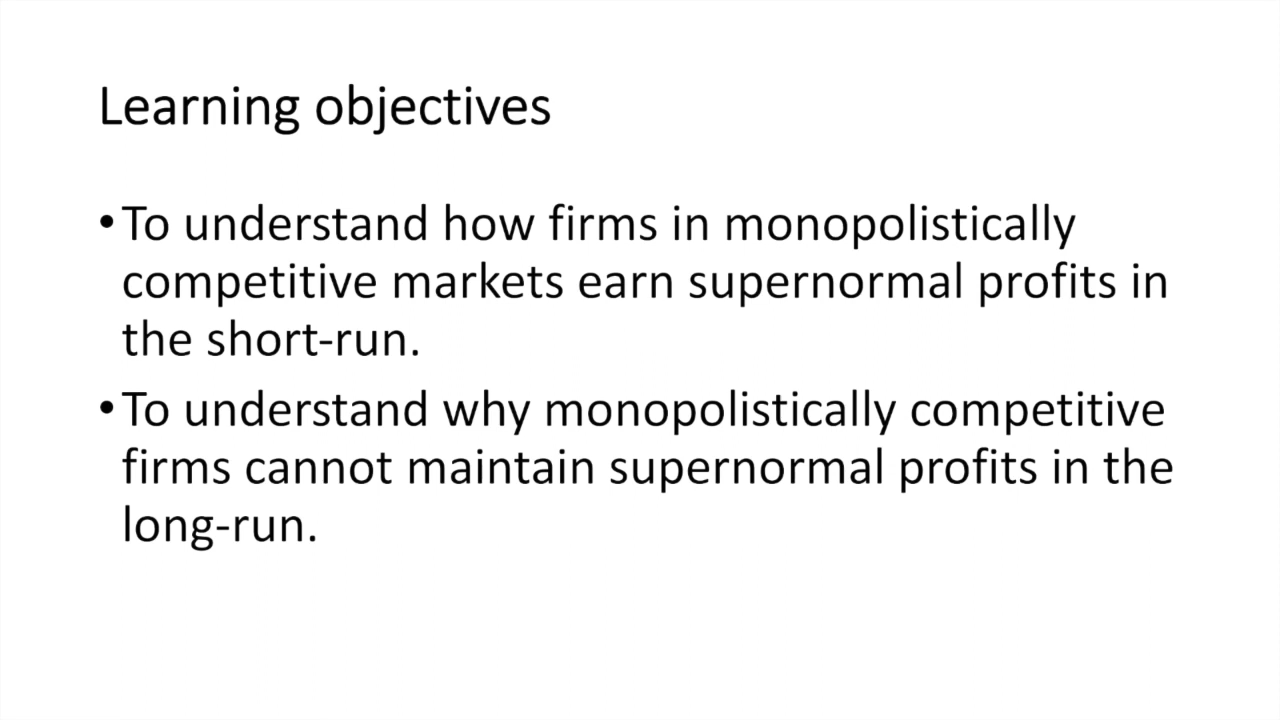 Learning objectives
•To understand how firms in monopolistically
competitive markets earn supernormal profits in
the short-run.
•To understand why monopolistically competitive
firms cannot maintain supernormal profits in the
long-run.